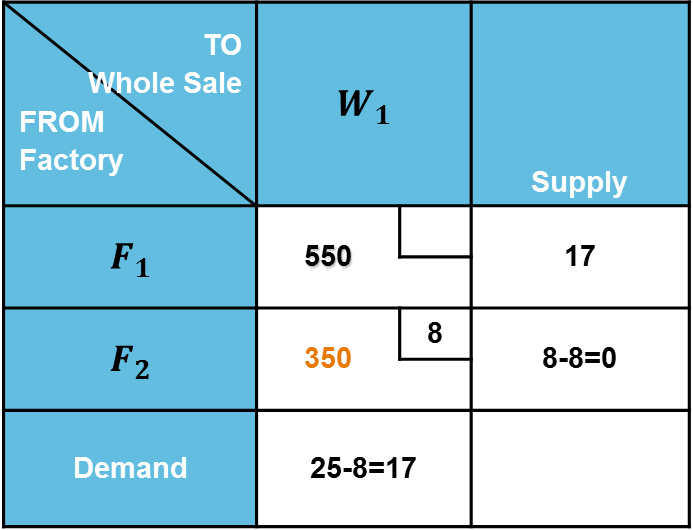 TO
Whole Sale
FROM
Factory
W₁
Supply
F₁
550
17
F₂
350
8
8-8=0
Demand
25-8=17